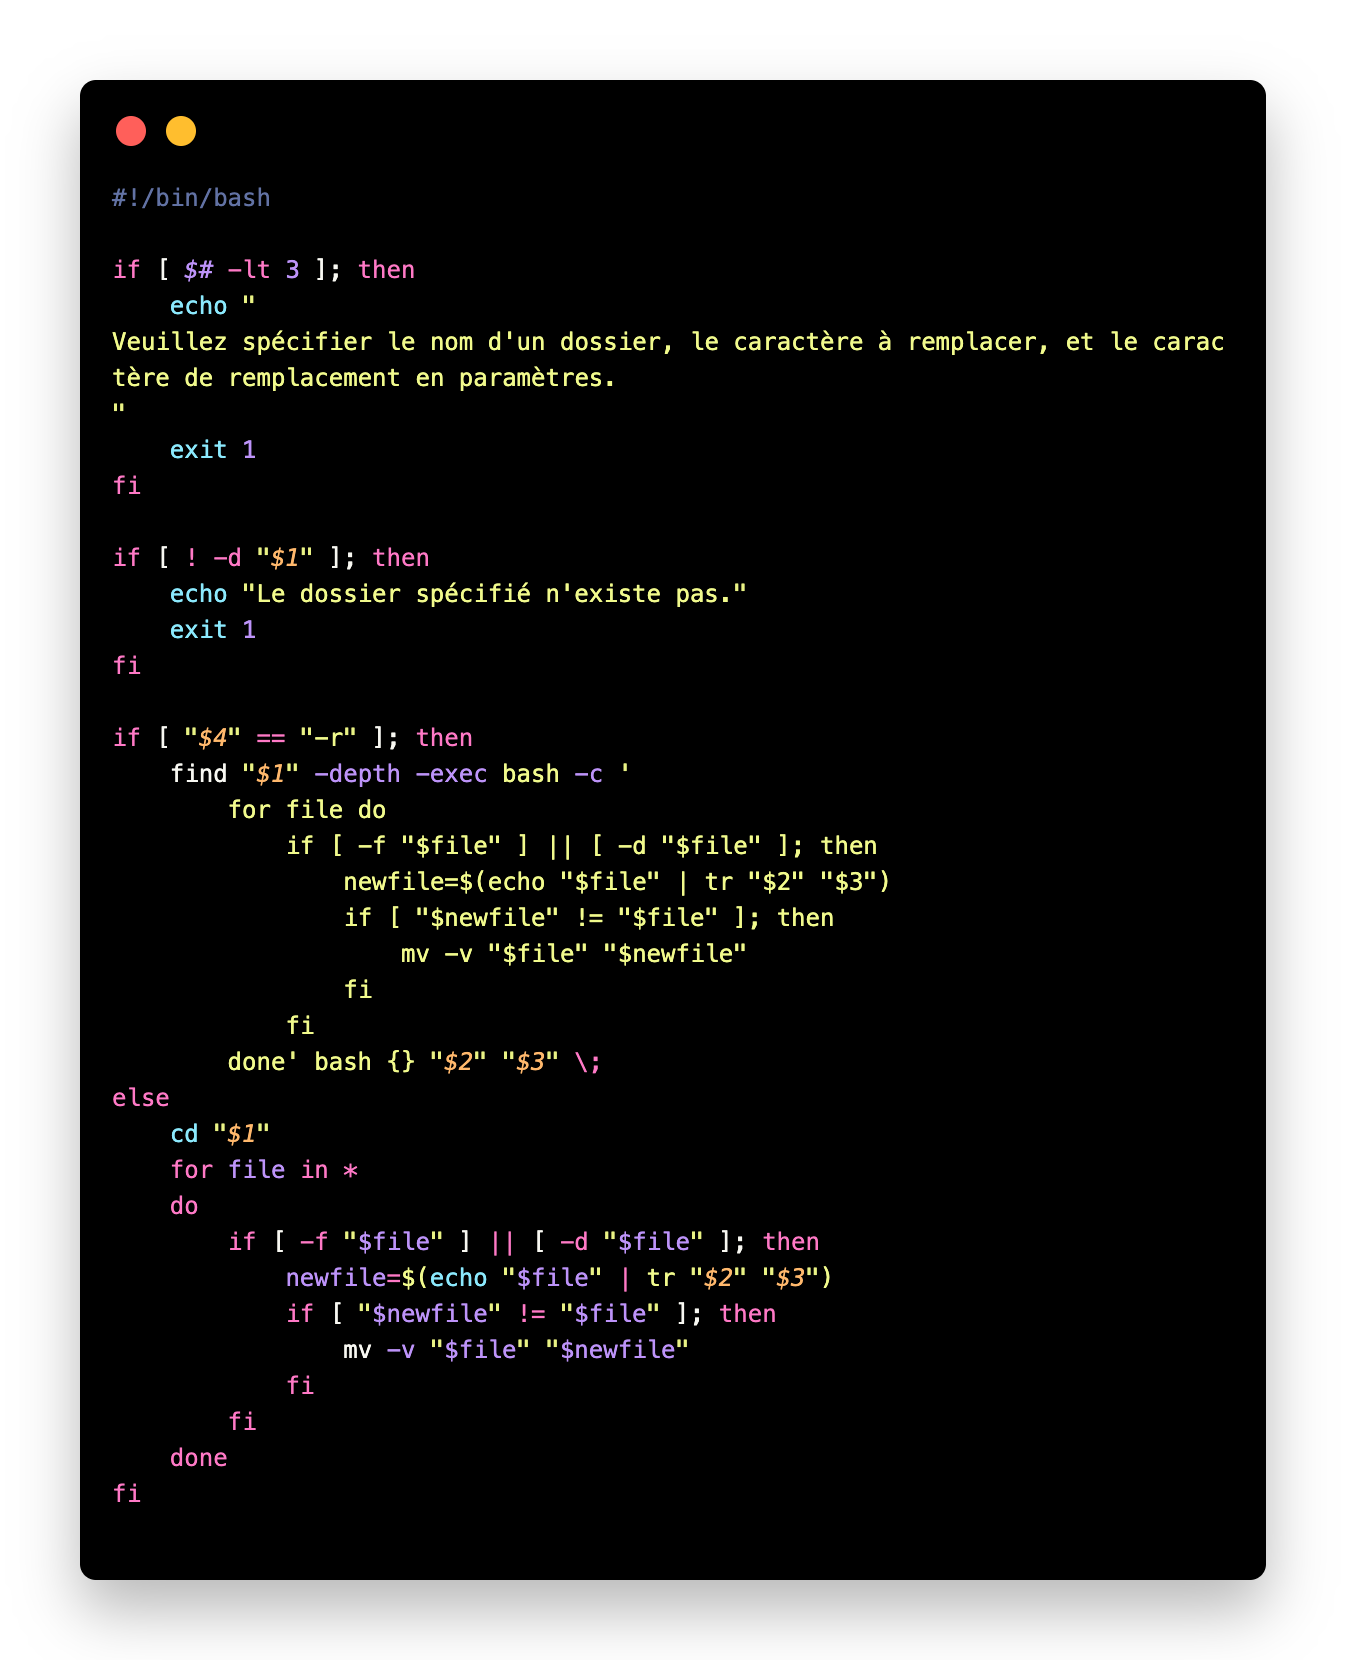 #!/bin/bash

if [ $# -lt 3 ]; then
    echo "
Veuillez spécifier le nom d'un dossier, le caractère à remplacer, et le carac
tère de remplacement en paramètres.
"
    exit 1
fi

if [ ! -d "$1" ]; then
    echo "Le dossier spécifié n'existe pas."
    exit 1
fi

if [ "$4" == "-r" ]; then
    find "$1" -depth -exec bash -c '
        for file do
            if [ -f "$file" ] || [ -d "$file" ]; then
                newfile=$(echo "$file" | tr "$2" "$3")
                if [ "$newfile" != "$file" ]; then
                    mv -v "$file" "$newfile"
                fi
            fi
        done' bash {} "$2" "$3" \;
else
    cd "$1"
    for file in *
    do
        if [ -f "$file" ] || [ -d "$file" ]; then
            newfile=$(echo "$file" | tr "$2" "$3")
            if [ "$newfile" != "$file" ]; then
                mv -v "$file" "$newfile"
            fi
        fi
    done
fi